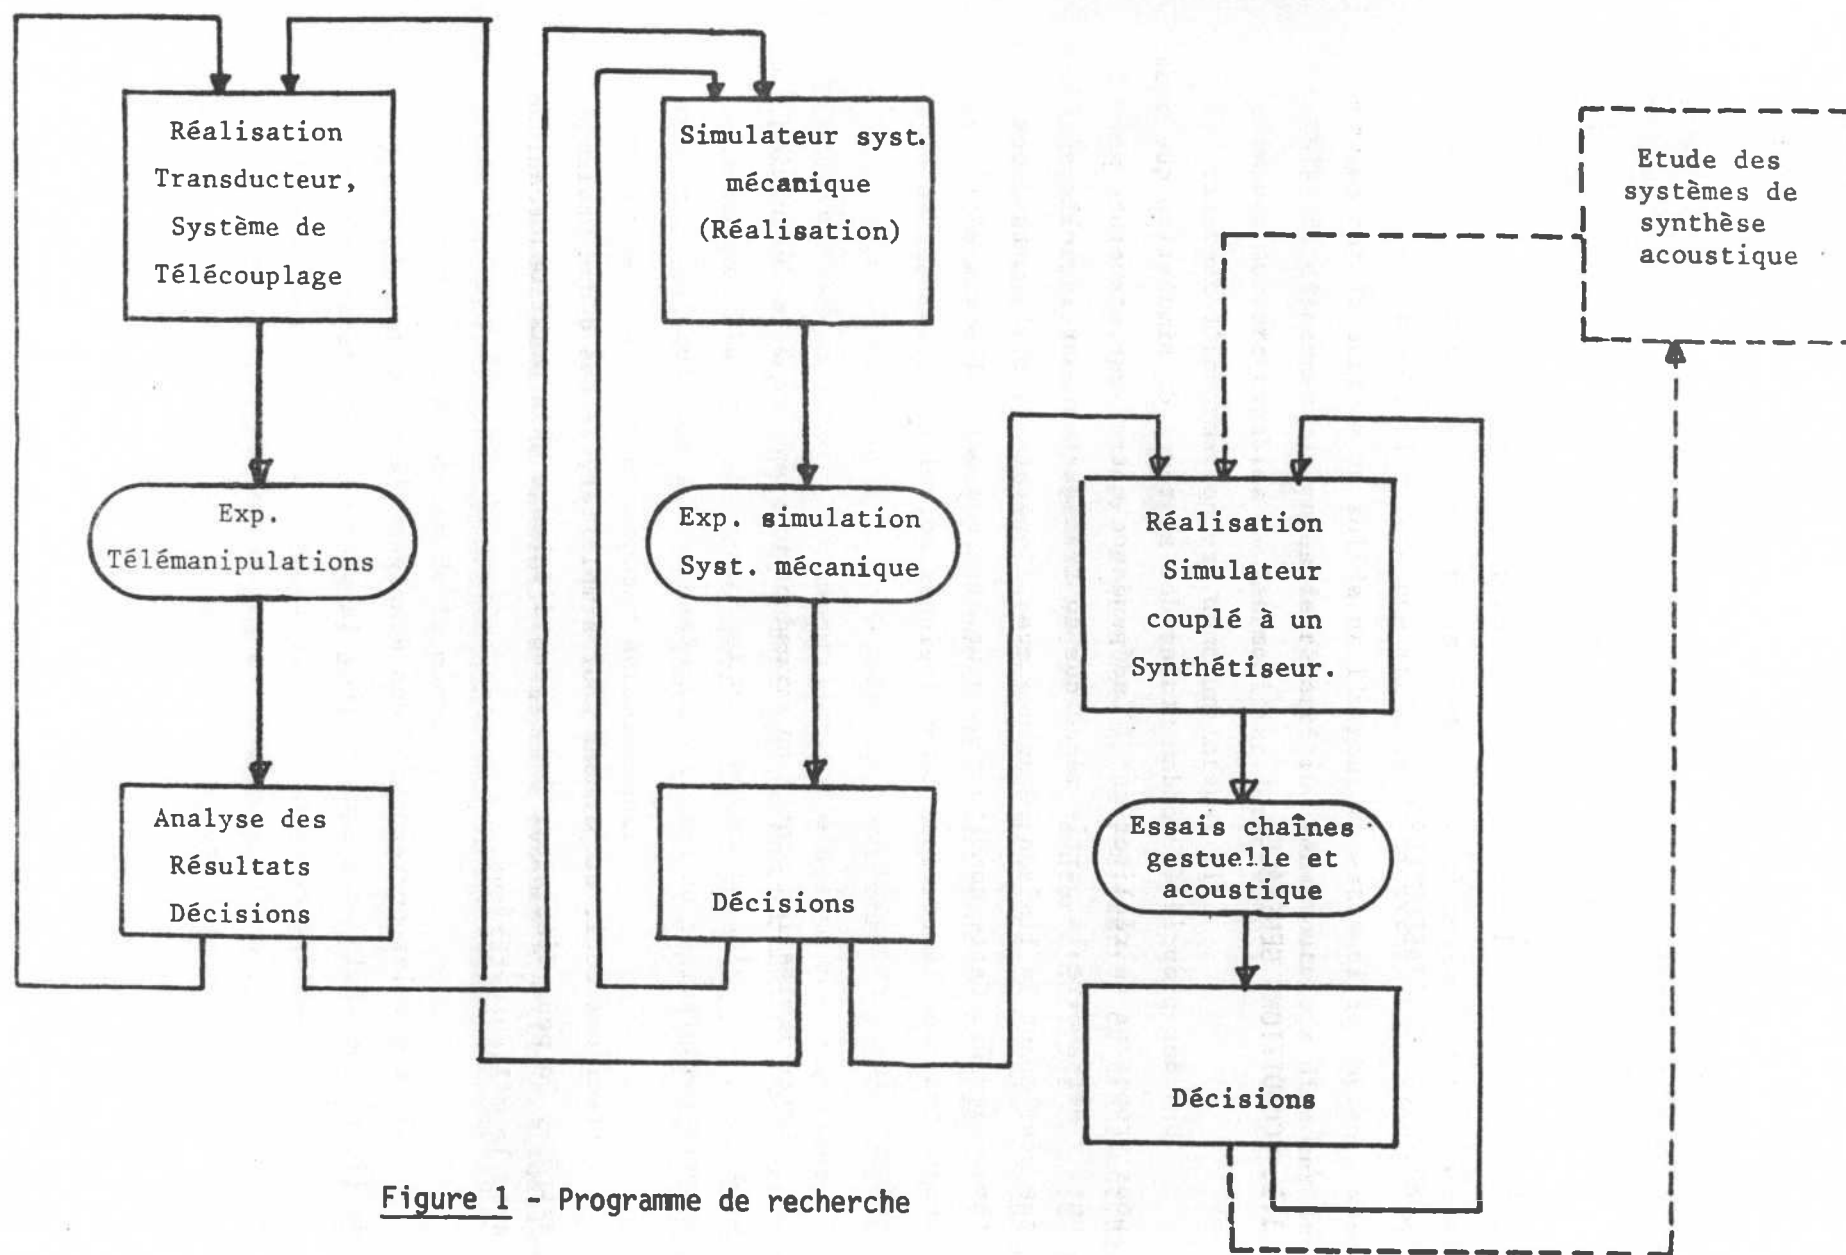 Réalisation
Transducteur,
Système de
Télécouplage
Exp.
Télémanipulations
Analyse des
Résultats
Décisions
Simulateur syst.
mécanique
(Réalisation)
Exp. simulation
Syst. mécanique
Décisions
Etude des
systèmes de
synthèse
acoustique
Réalisation
Simulateur
couplé à un
Synthétiseur.
Essais chaînes
gestuelle et
acoustique
Décisions
Figure 1 - Programme de recherche